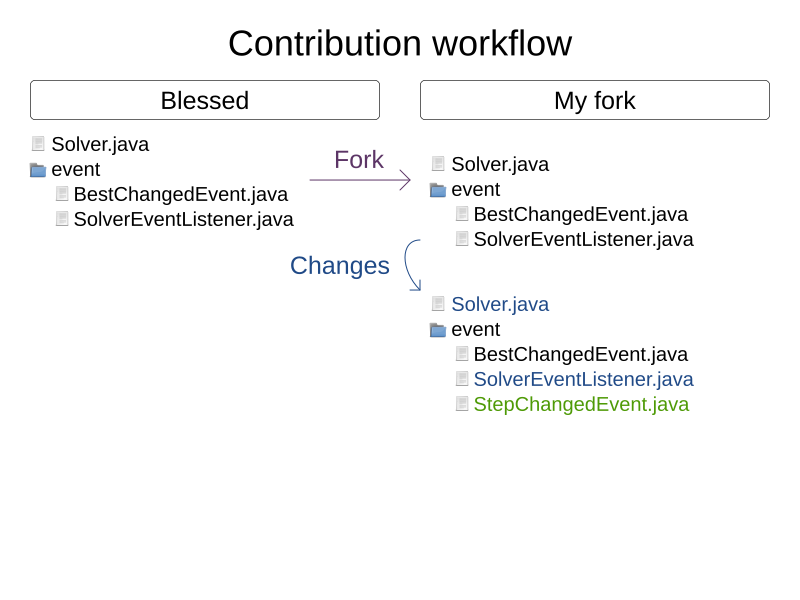 Contribution workflow
Blessed
My fork
Solver.java
event
BestChangedEvent.java
SolverEventListener.java
Fork
Solver.java
event
BestChangedEvent.java
SolverEventListener.java
Changes
Solver.java
event
BestChangedEvent.java
SolverEventListener.java
StepChangedEvent.java